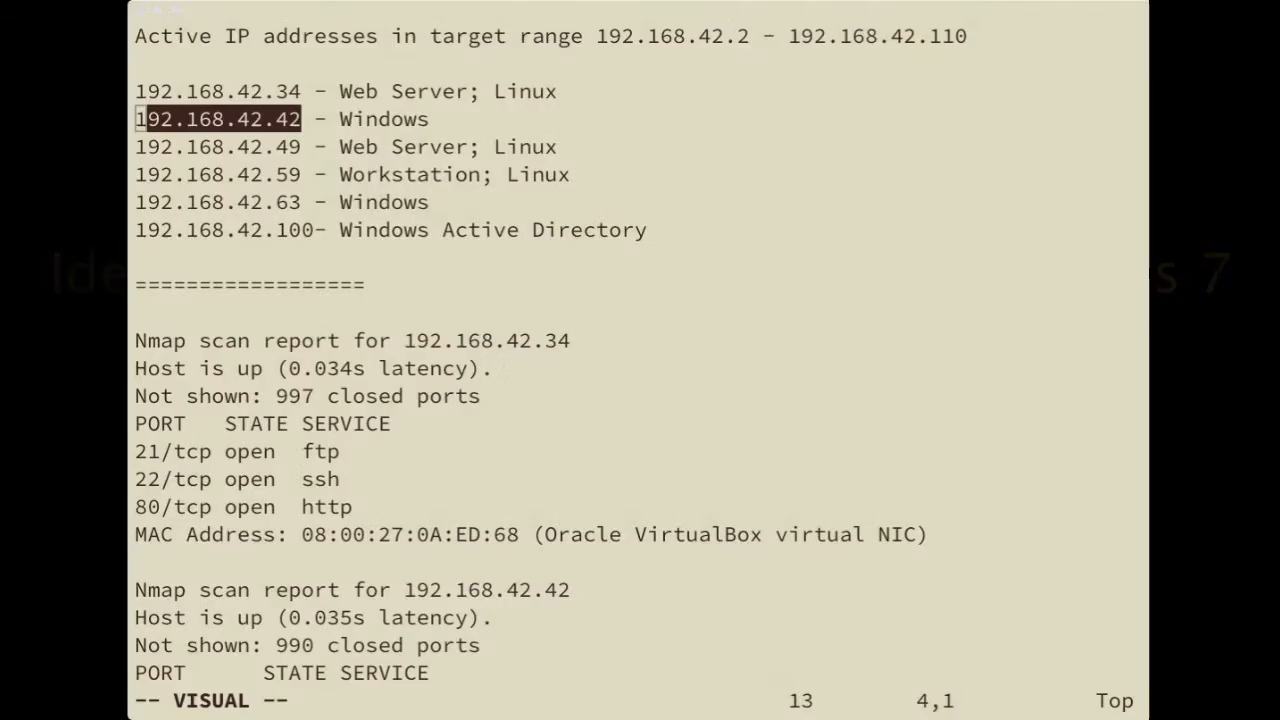 Active IP addresses in target range 192.168.42.2 - 192.168.42.110
192.168.42.34 - Web Server; Linux
192.168.42.42 - Windows
192.168.42.49 - Web Server; Linux
192.168.42.59 - Workstation; Linux
192.168.42.63 - Windows
192.168.42.100- Windows Active Directory
==================
Nmap scan report for 192.168.42.34
Host is up (0.034s latency).
Not shown: 997 closed ports
PORT   STATE SERVICE
21/tcp open  ftp
22/tcp open  ssh
80/tcp open  http
MAC Address: 08:00:27:0A:ED:68 (Oracle VirtualBox virtual NIC)
Nmap scan report for 192.168.42.42
Host is up (0.035s latency).
Not shown: 990 closed ports
PORT      STATE SERVICE
-- VISUAL -- 13 4,1 Top